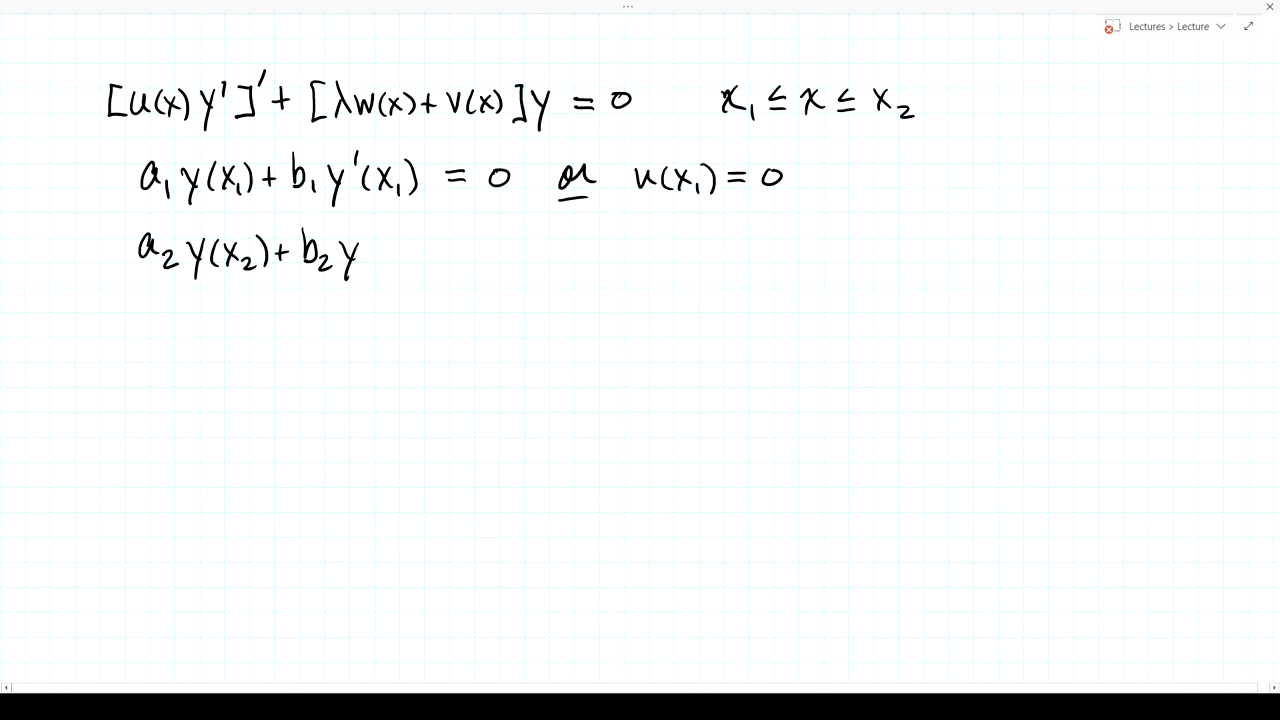 Lectures > Lecture
[u(x) y']' + [λw(x) + v(x)]y = 0 x₁ ≤ x ≤ x₂
a₁ y(x₁) + b₁ y'(x₁) = 0 or u(x₁) = 0
a₂ y(x₂) + b₂ y